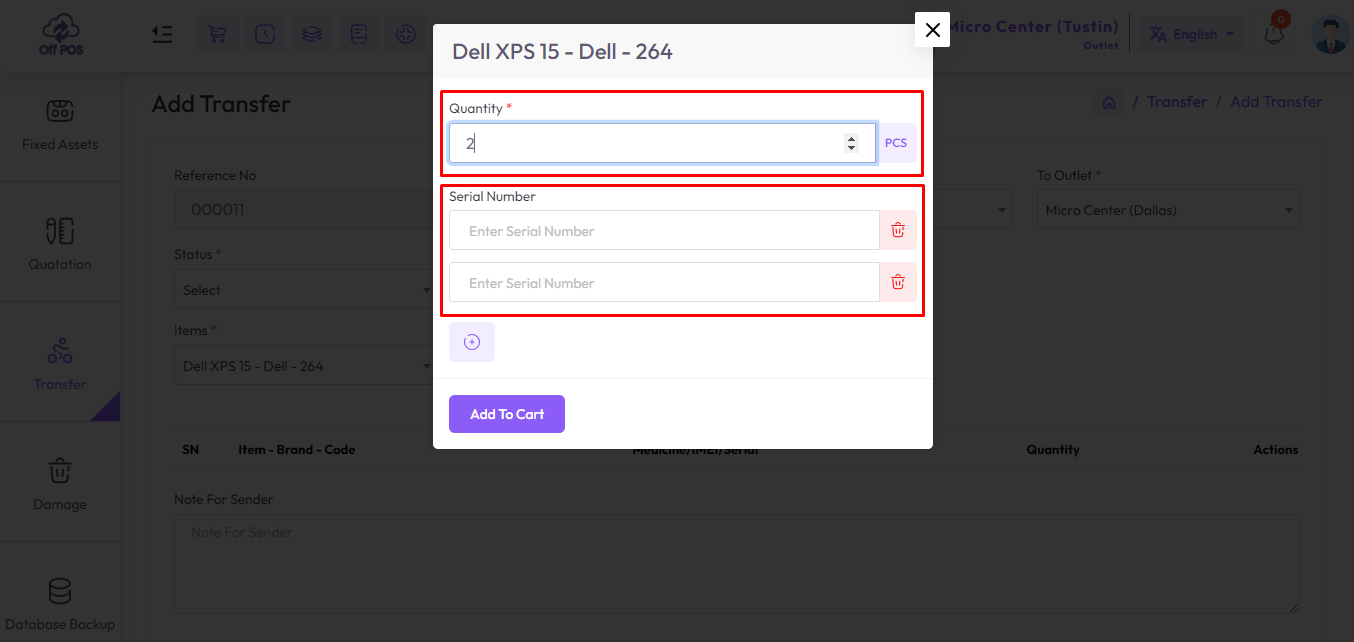 Off POS
Micro Center (Tustin)
Outlet
English
0
Fixed Assets
Quotation
Transfer
Damage
Database Backup
Add Transfer
/ Transfer / Add Transfer
Reference No
000011
To Outlet *
Micro Center (Dallas)
Status *
Select
Items *
Dell XPS 15 - Dell - 264
Dell XPS 15 - Dell - 264
Quantity *
2
PCS
Serial Number
Enter Serial Number
Enter Serial Number
Add To Cart
SN Item - Brand - Code Medicine/IMEI/Serial Quantity Actions
Note For Sender
Note For Sender